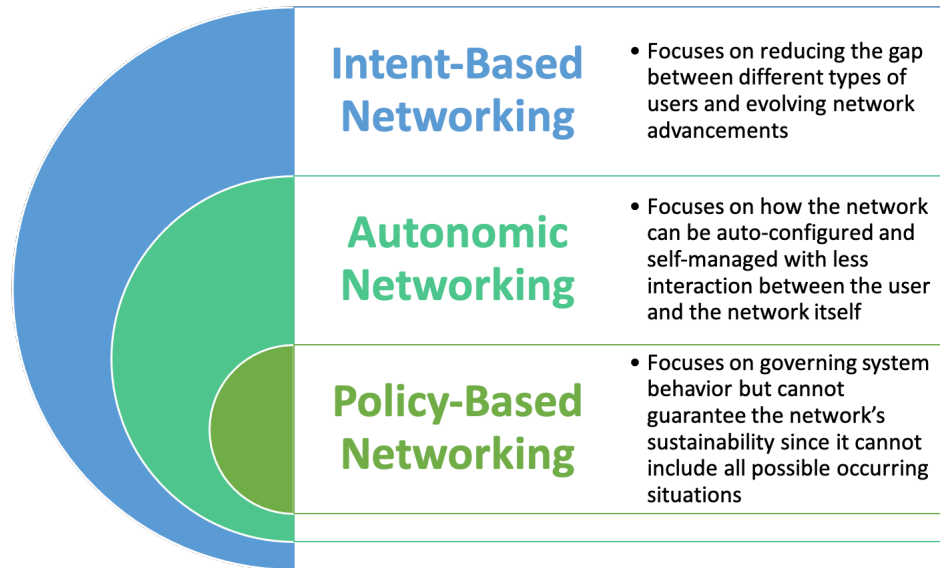 Intent-Based
Networking
• Focuses on reducing the gap
between different types of
users and evolving network
advancements
Autonomic
Networking
• Focuses on how the network
can be auto-configured and
self-managed with less
interaction between the user
and the network itself
Policy-Based
Networking
• Focuses on governing system
behavior but cannot
guarantee the network’s
sustainability since it cannot
include all possible occurring
situations